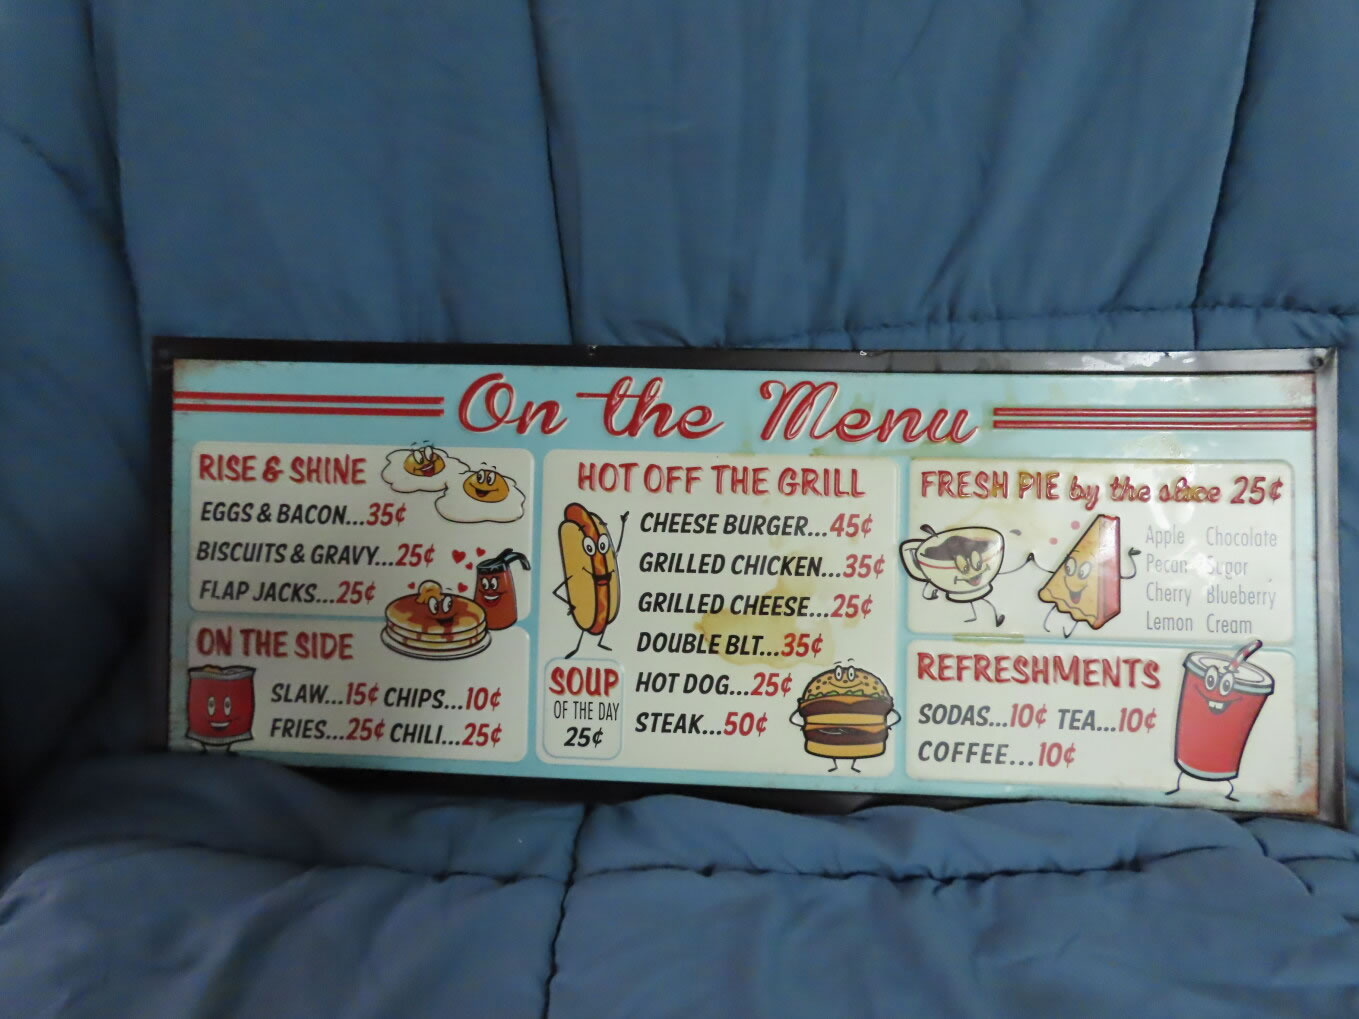 On the Menu
RISE & SHINE
EGGS & BACON...35¢
BISCUITS & GRAVY...25¢
FLAP JACKS...25¢
ON THE SIDE
SLAW...15¢ CHIPS...10¢
FRIES...25¢ CHILI...25¢
HOT OFF THE GRILL
CHEESE BURGER...45¢
GRILLED CHICKEN...35¢
GRILLED CHEESE...25¢
DOUBLE BLT...35¢
HOT DOG...25¢
STEAK...50¢
SOUP
OF THE DAY
25¢
FRESH PIE by the slice 25¢
Apple Chocolate
Pecan Sugar
Cherry Blueberry
Lemon Cream
REFRESHMENTS
SODAS...10¢ TEA...10¢
COFFEE...10¢